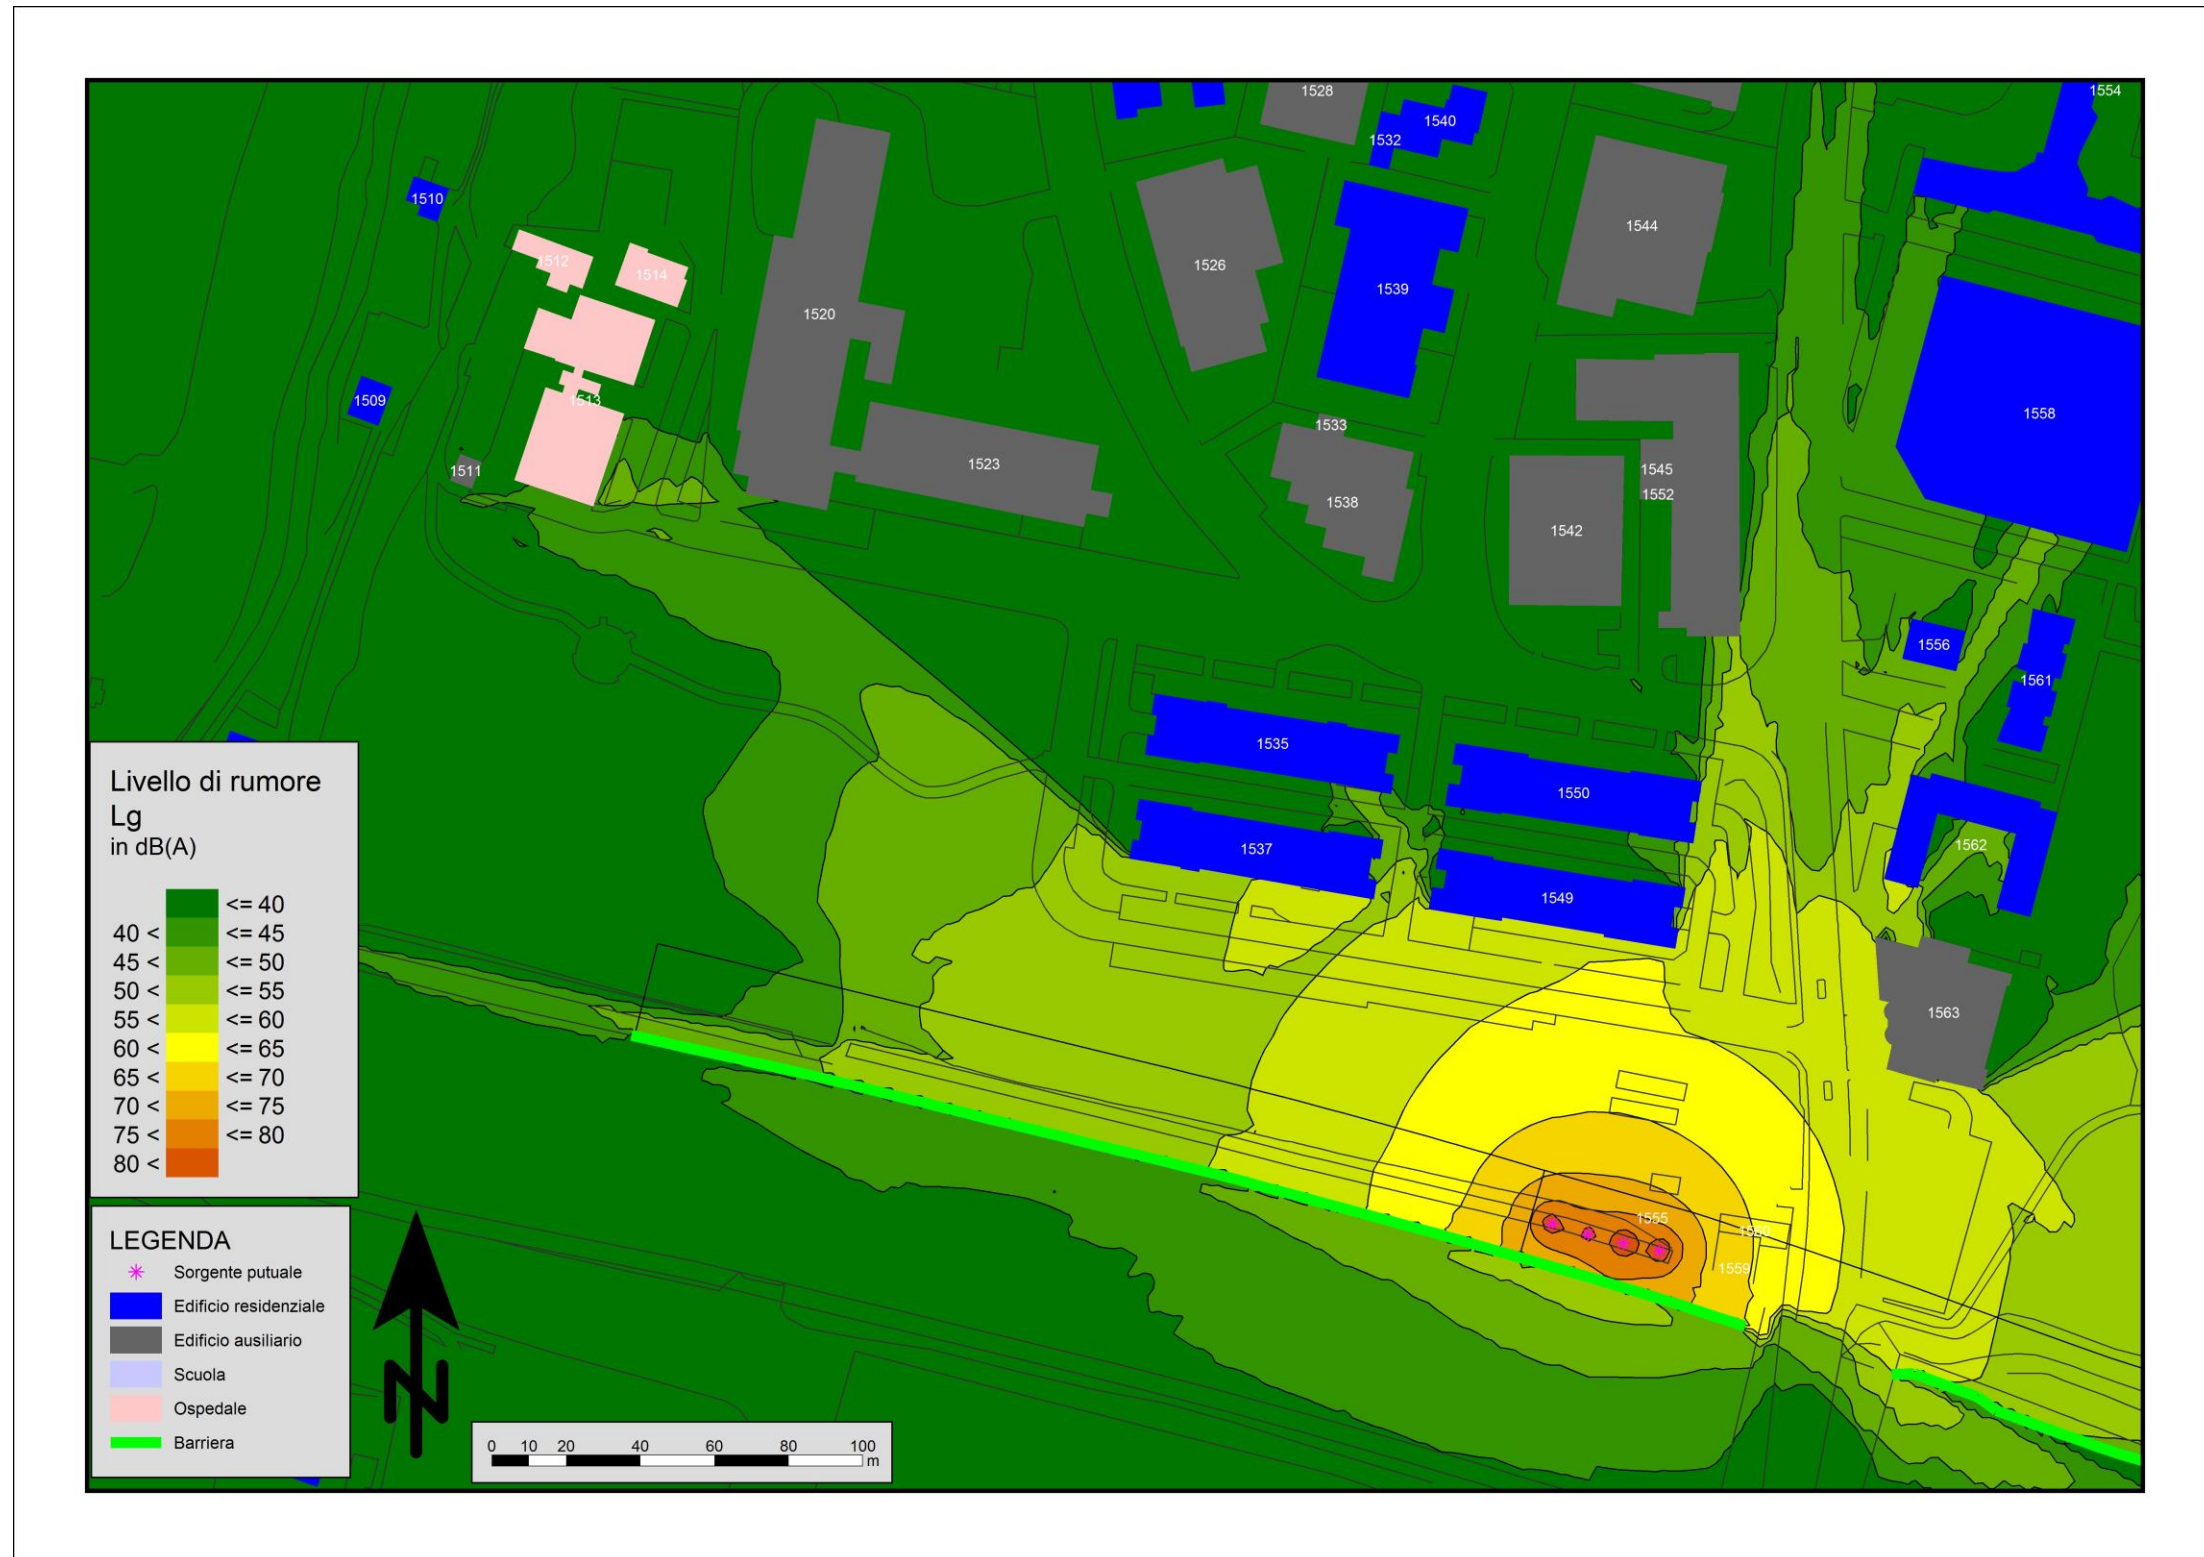 1554
1528
1540
1532
1510
1544
1512
1514
1526
1539
1520
1509
1513
1558
1533
1511
1523
1545
1538
1552
1542
1556
1561
1535
1550
1537
1562
1549
1563
1555
1560
1559
Livello di rumore
Lg
in dB(A)
<= 40
40 < <= 45
45 < <= 50
50 < <= 55
55 < <= 60
60 < <= 65
65 < <= 70
70 < <= 75
75 < <= 80
80 <
LEGENDA
Sorgente putuale
Edificio residenziale
Edificio ausiliario
Scuola
Ospedale
Barriera
N
0 10 20 40 60 80 100
m